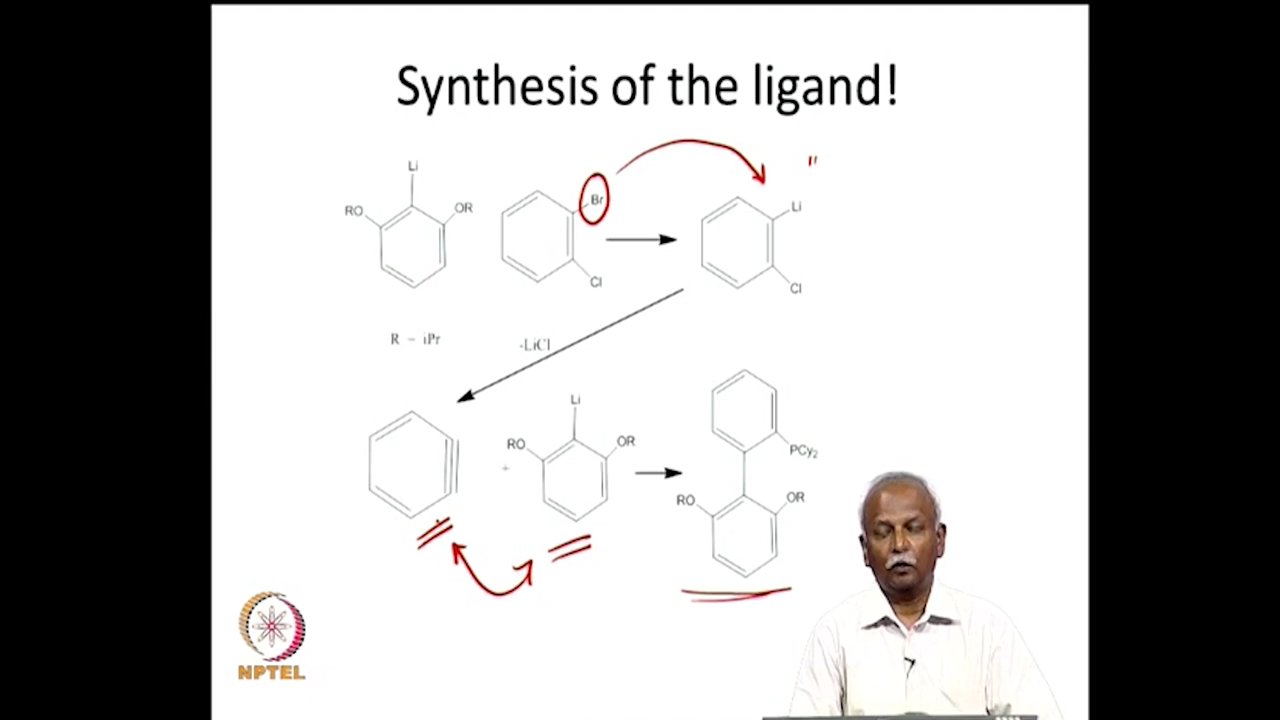 Synthesis of the ligand!
Li
RO
OR
Br
Cl
Li
Cl
"
R - iPr
-LiCl
Li
RO
OR
+
PCy2
RO
OR
NPTEL